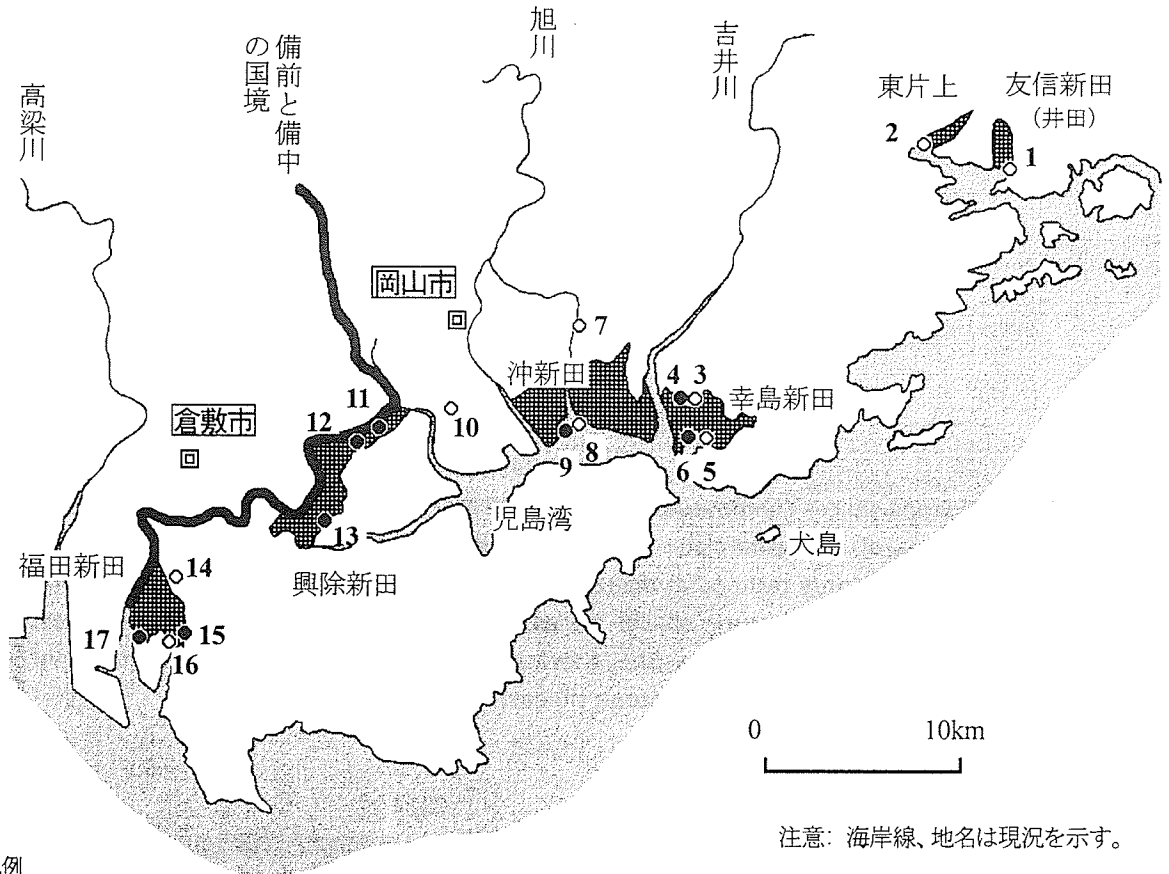 高梁川
備前と備中
の国境
旭川
吉井川
東片上
友信新田
(井田)
2
1
岡山市
7
沖新田
4
3
幸島新田
倉敷市
12
11
10
9
8
6
5
児島湾
犬島
13
福田新田
14
興除新田
17
15
16
0
10km
注意: 海岸線、地名は現況を示す。
例